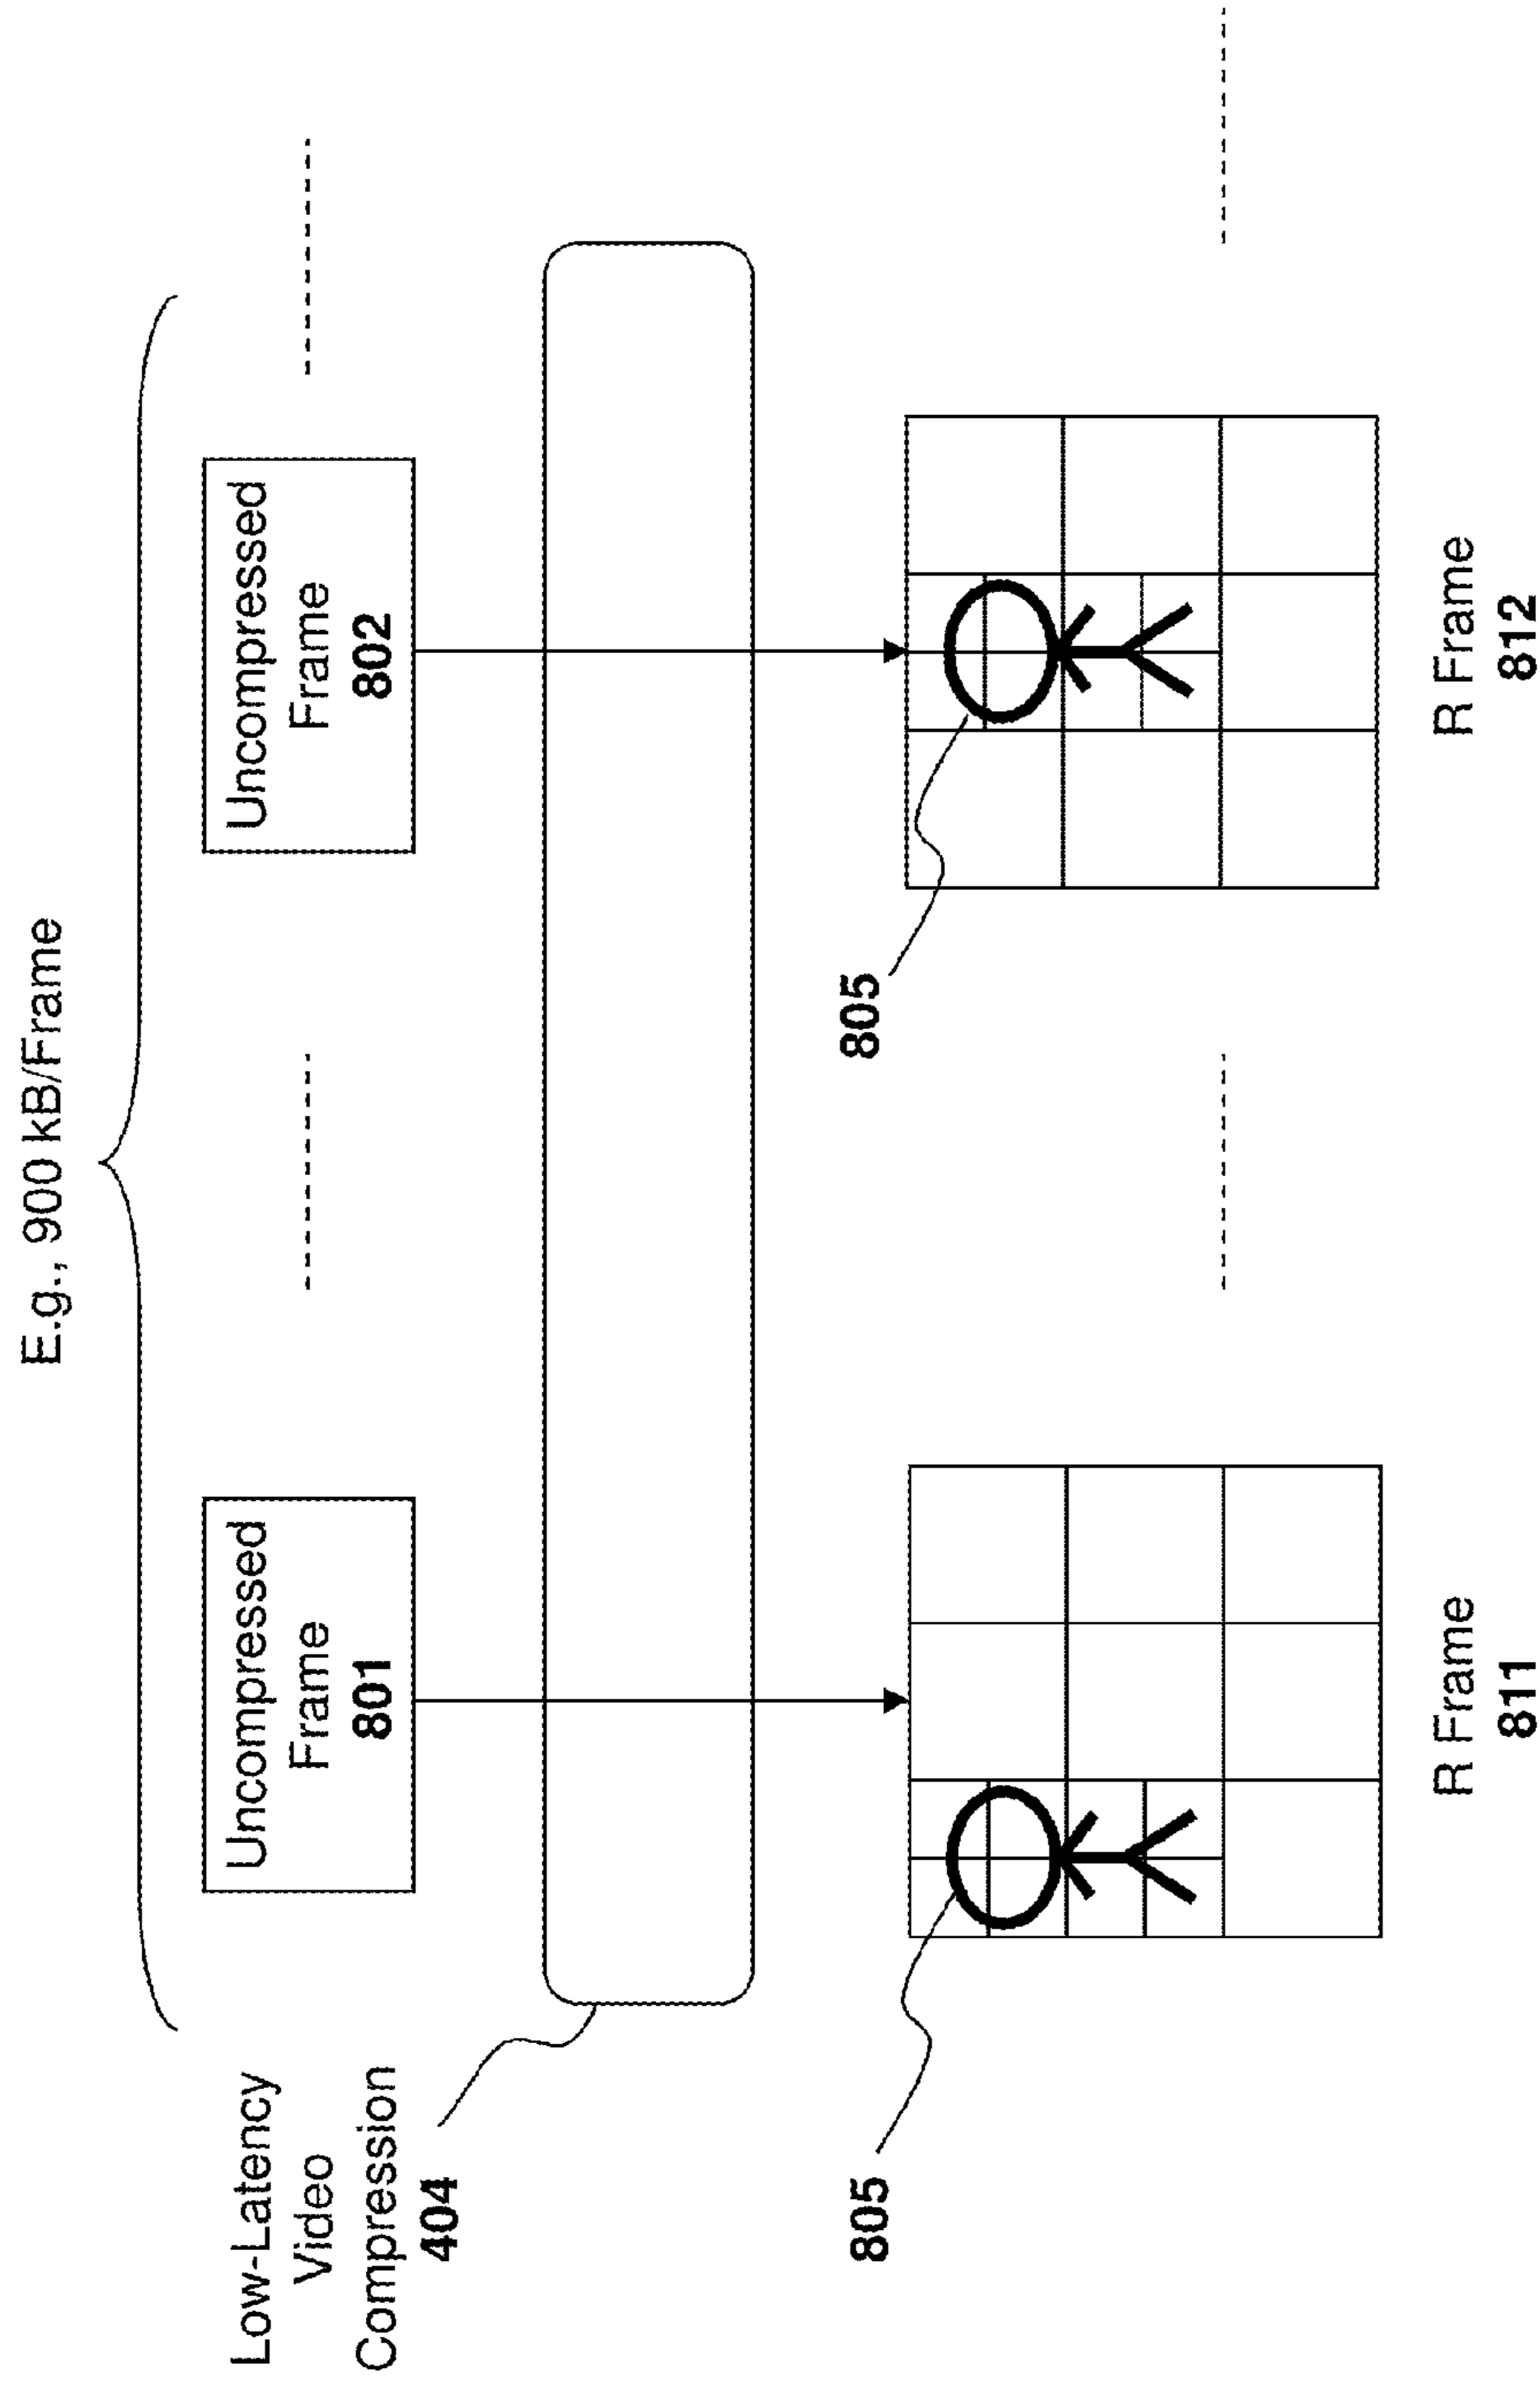 E.g., 900 kB/Frame
Low-Latency
Video
Compression
404
Uncompressed
Frame
801
Uncompressed
Frame
802
805
805
R Frame
811
R Frame
812